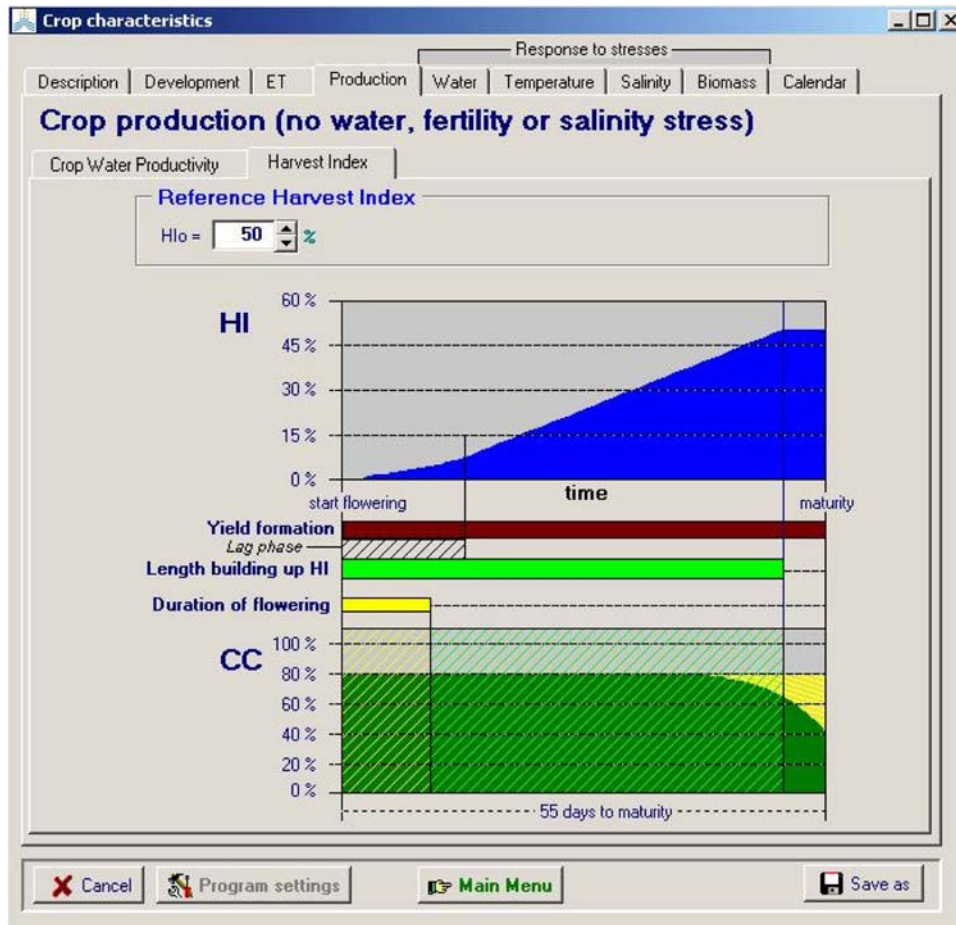 Crop characteristics
Response to stresses
Description Development ET Production Water Temperature Salinity Biomass Calendar
Crop production (no water, fertility or salinity stress)
Crop Water Productivity Harvest Index
Reference Harvest Index
HIo = 50 %
HI
60 %
45 %
30 %
15 %
0 %
time
start flowering maturity
Yield formation
Lag phase
Length building up HI
Duration of flowering
CC
100 %
80 %
60 %
40 %
20 %
0 %
55 days to maturity
Cancel Program settings Main Menu Save as